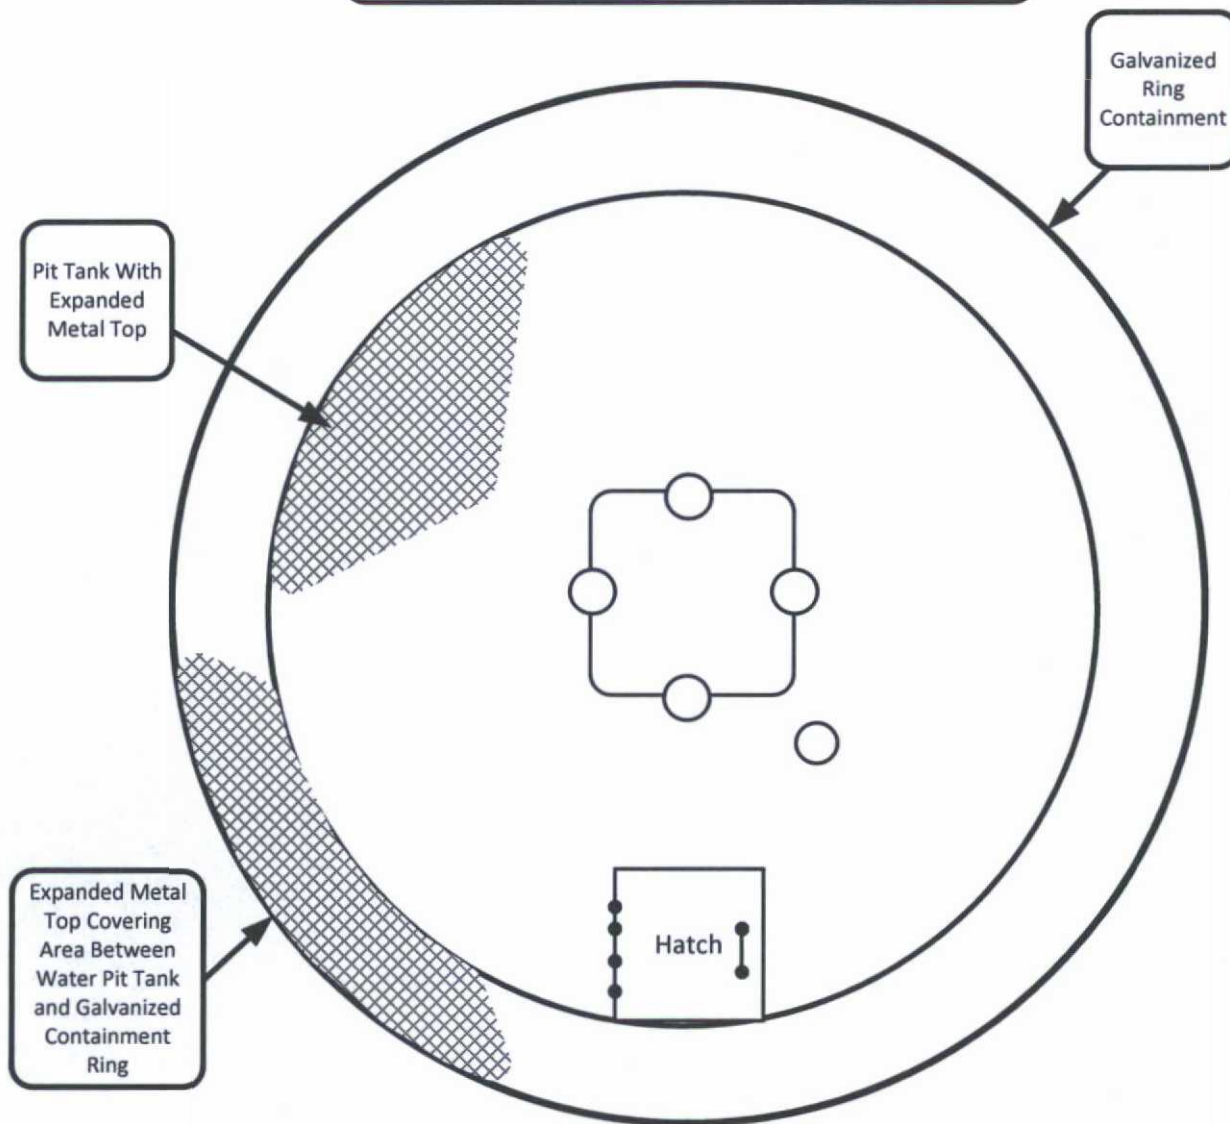 Galvanized
Ring
Containment
Pit Tank With
Expanded
Metal Top
Expanded Metal
Top Covering
Area Between
Water Pit Tank
and Galvanized
Containment
Ring
Hatch